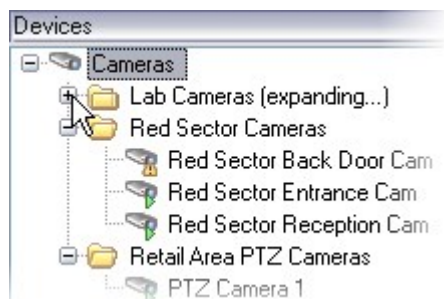 Devices
Cameras
Lab Cameras (expanding...)
Red Sector Cameras
Red Sector Back Door Cam
Red Sector Entrance Cam
Red Sector Reception Cam
Retail Area PTZ Cameras
PTZ Camera 1